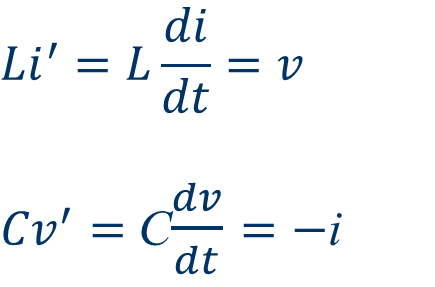 Li′ = L di/dt = v
Cv′ = C dv/dt = −i